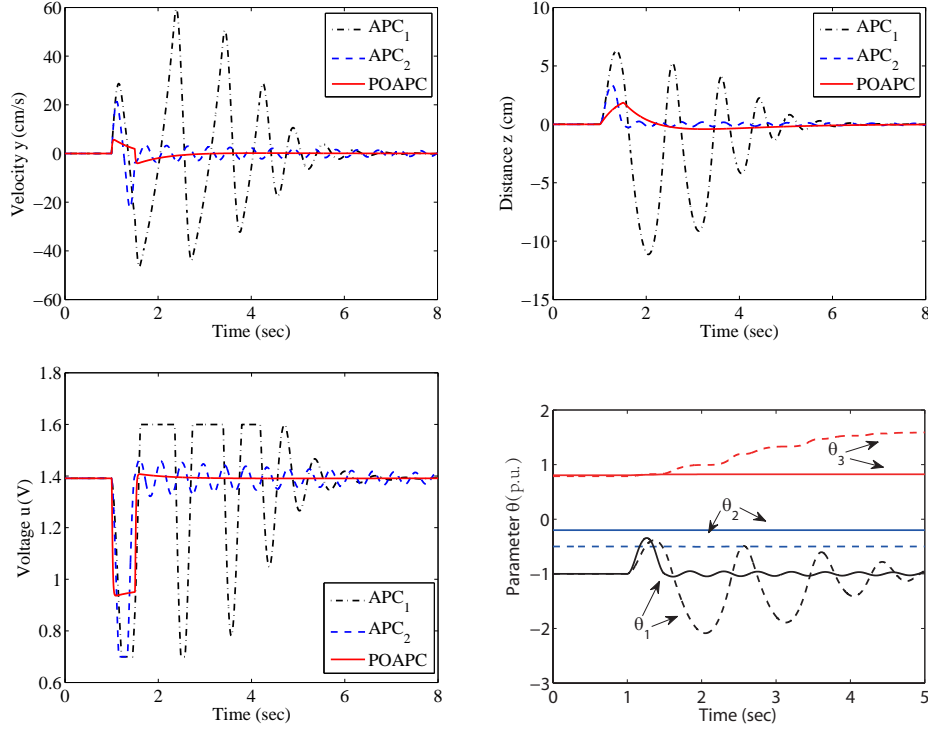 60
40
20
0
−20
−40
−60
Velocity y (cm/s)
0 2 4 6 8
Time (sec)
APC1
APC2
POAPC
10
5
0
−5
−10
−15
Distance z (cm)
0 2 4 6 8
Time (sec)
APC1
APC2
POAPC
1.8
1.6
1.4
1.2
1
0.8
0.6
Voltage u (V)
0 2 4 6 8
Time (sec)
APC1
APC2
POAPC
2
1
0
−1
−2
−3
Parameter θ(p.u.)
0 1 2 3 4 5
Time (sec)
θ3
θ2
θ1